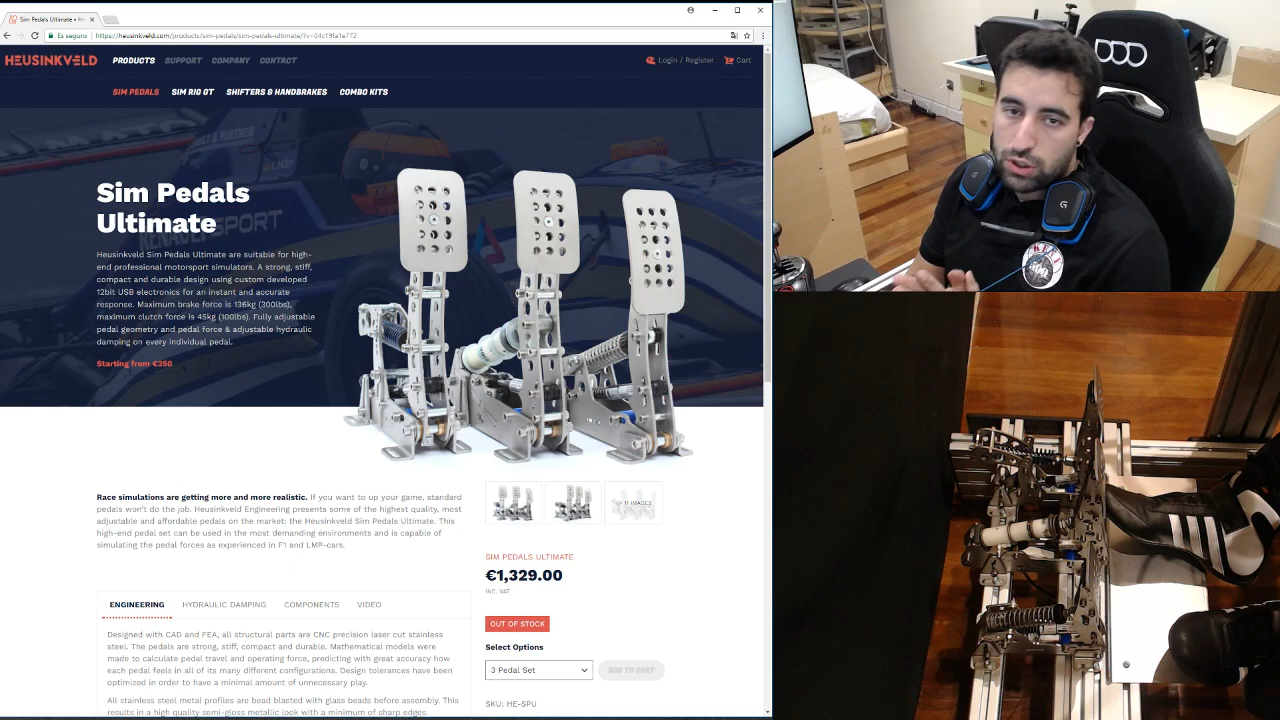 Sim Pedals Ultimate • He
Es seguro
https://heusinkveld.com/products/sim-pedals/sim-pedals-ultimate/?v=04c19fa1e772
HEUSINKVELD
PRODUCTS SUPPORT COMPANY CONTACT
Login / Register Cart
SIM PEDALS SIM RIG GT SHIFTERS & HANDBRAKES COMBO KITS
Sim Pedals
Ultimate
Heusinkveld Sim Pedals Ultimate are suitable for high-
end professional motorsport simulators. A strong, stiff,
compact and durable design using custom developed
12bit USB electronics for an instant and accurate
response. Maximum brake force is 136kg (300lbs),
maximum clutch force is 45kg (100lbs). Fully adjustable
pedal geometry and pedal force & adjustable hydraulic
damping on every individual pedal.
Starting from €250
Race simulations are getting more and more realistic. If you want to up your game, standard
pedals won't do the job. Heusinkveld Engineering presents some of the highest quality, most
adjustable and affordable pedals on the market: the Heusinkveld Sim Pedals Ultimate. This
high-end pedal set can be used in the most demanding environments and is capable of
simulating the pedal forces as experienced in F1 and LMP-cars.
+ 11 IMAGES
SIM PEDALS ULTIMATE
€1,329.00
INC. VAT
OUT OF STOCK
Select Options
3 Pedal Set
ADD TO CART
SKU: HE-SPU
ENGINEERING HYDRAULIC DAMPING COMPONENTS VIDEO
Designed with CAD and FEA, all structural parts are CNC precision laser cut stainless
steel. The pedals are strong, stiff, compact and durable. Mathematical models were
made to calculate pedal travel and operating force, predicting with great accuracy how
each pedal feels in all of its many different configurations. Design tolerances have been
optimized in order to have a minimal amount of unnecessary play.
All stainless steel metal profiles are bead blasted with glass beads before assembly. This
results in a high quality semi-gloss metallic look with a minimum of sharp edges.